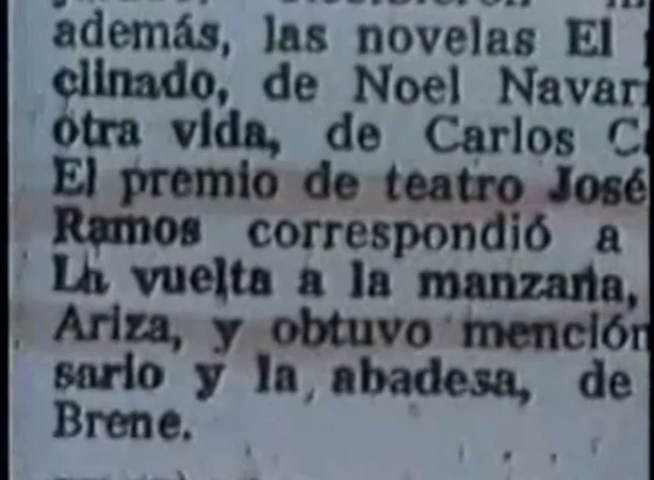 además, las novelas El
clinado, de Noel Navar
otra vida, de Carlos C
El premio de teatro José
Ramos correspondió a
La vuelta a la manzana,
Ariza, y obtuvo mención
sario y la abadesa, de
Brene.